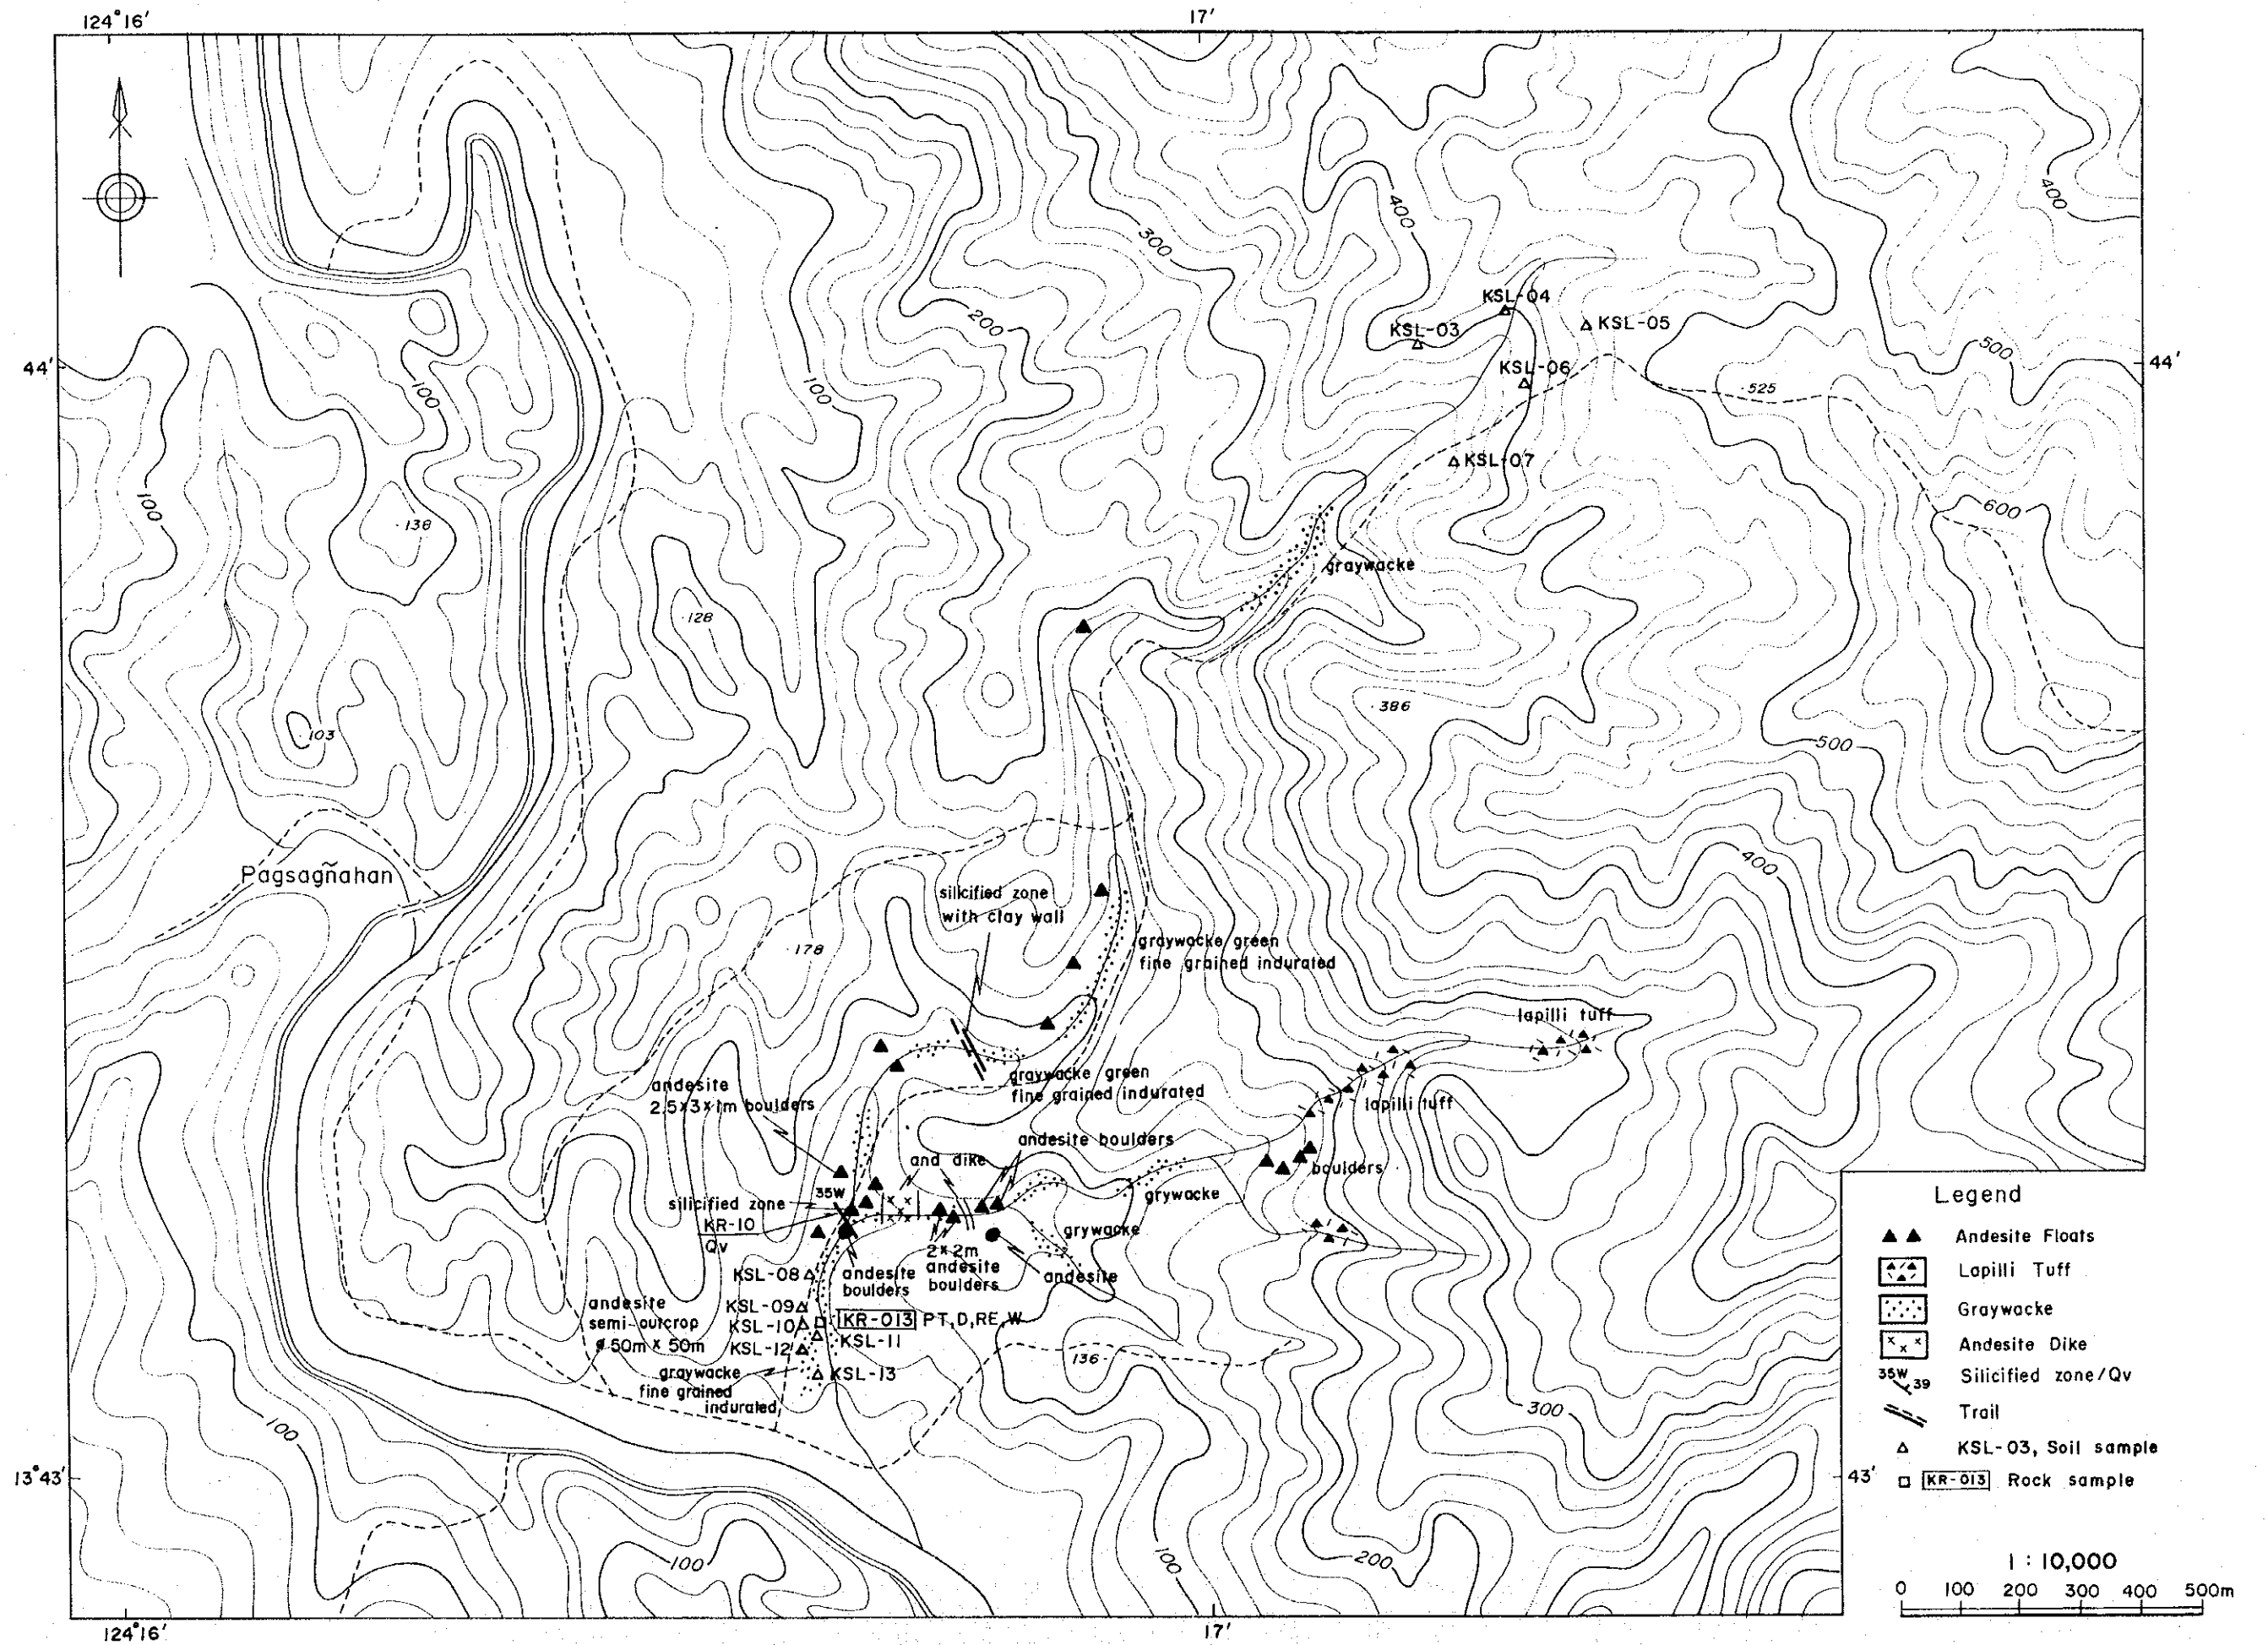 124°16'
17'
400
400
300
KSL-04
200
KSL-03
KSL-05
500
44'
44'
KSL-06
525
100
100
KSL-07
100
600
138
graywacke
128
386
103
500
400
Pagsagñahan
silicified zone
with clay wall
178
graywacke green
fine grained indurated
lapilli tuff
graywacke green
fine grained indurated
andesite
2.5×3×1m boulders
lapilli tuff
andesite boulders
and dike
boulders
35W
grywacke
silicified zone
KR-10
Qv
grywacke
2×2m
andesite
boulders
KSL-08
andesite
boulders
andesite
andesite
semi-outcrop
ø 50m × 50m
KSL-09
KSL-10
KR-013 PT,D,RE,W
KSL-11
KSL-12
136
graywacke
fine grained
indurated
KSL-13
100
300
13°43'
43'
100
100
200
124°16'
17'
Legend
Andesite Floats
Lapilli Tuff
Graywacke
Andesite Dike
35W 39 Silicified zone/Qv
Trail
KSL-03, Soil sample
KR-013 Rock sample
1 : 10,000
0 100 200 300 400 500m